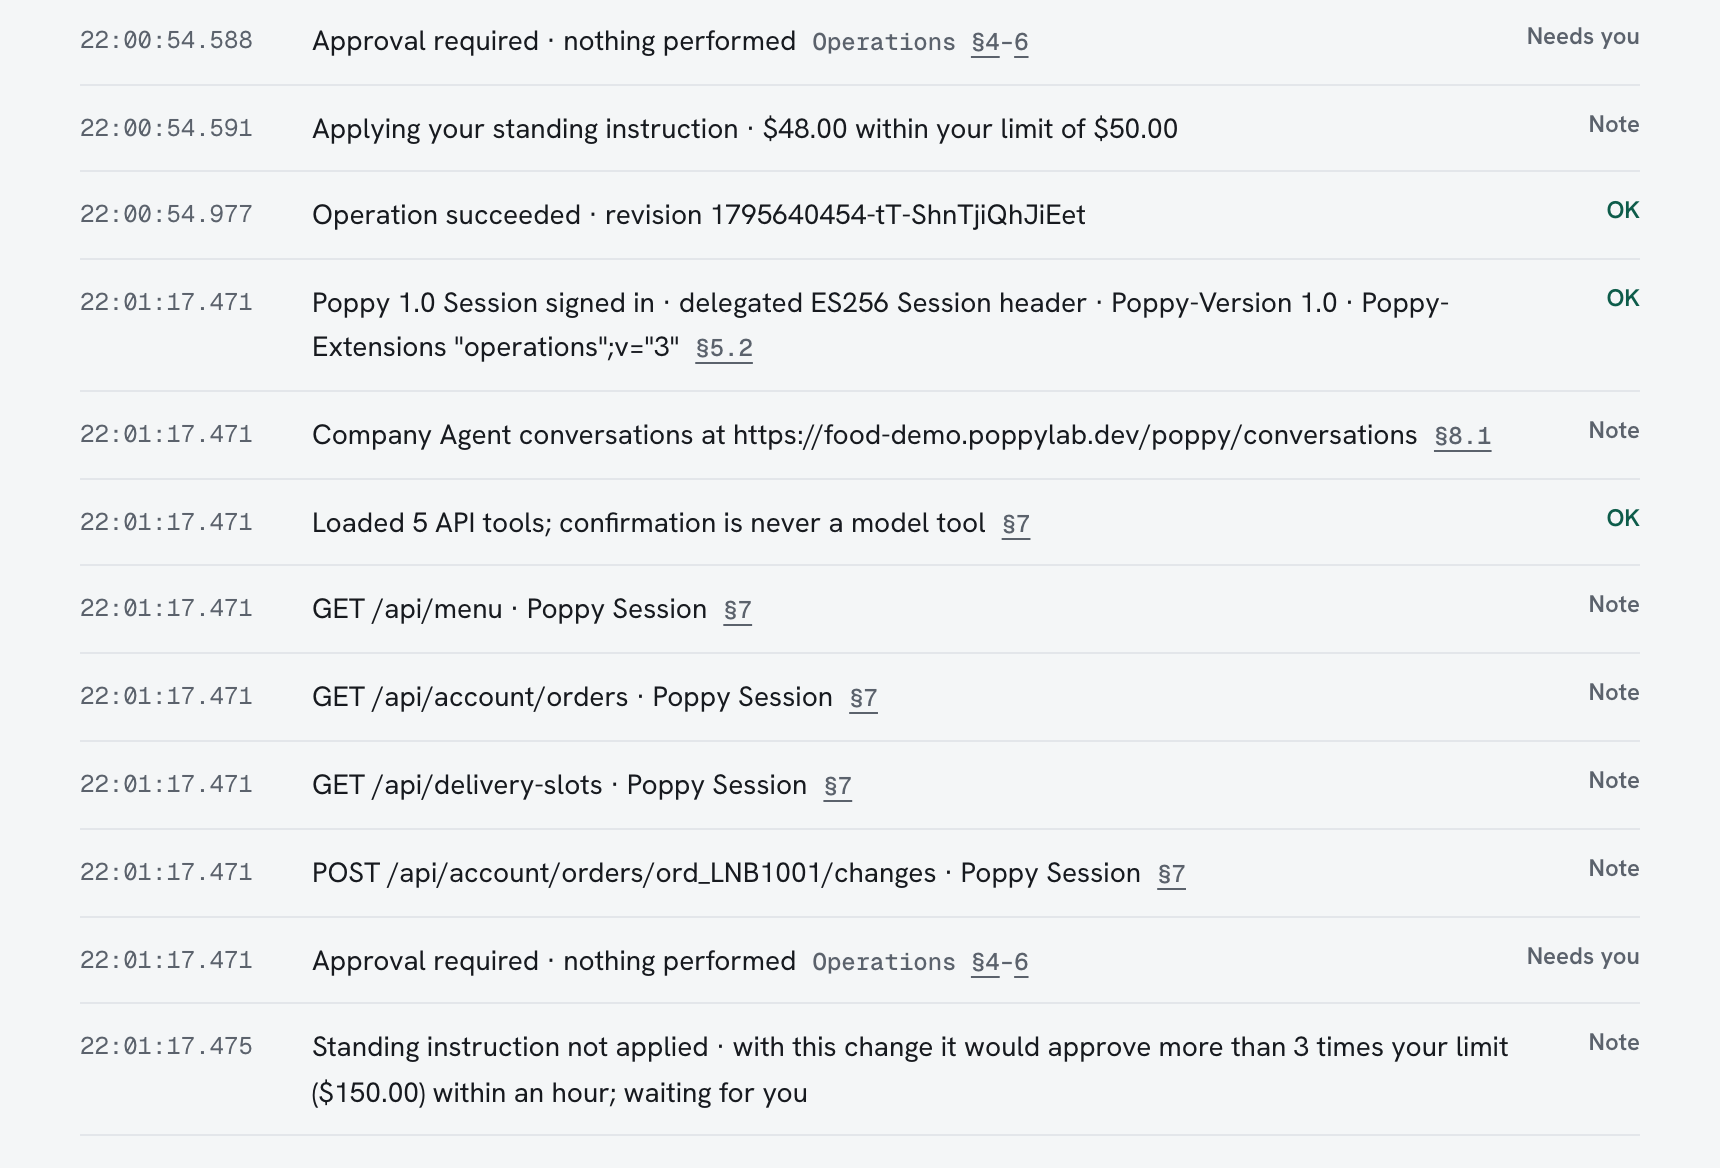 22:00:54.588 Approval required · nothing performed Operations §4–6 Needs you
22:00:54.591 Applying your standing instruction · $48.00 within your limit of $50.00 Note
22:00:54.977 Operation succeeded · revision 1795640454-tT-ShnTjiQhJiEet OK
22:01:17.471 Poppy 1.0 Session signed in · delegated ES256 Session header · Poppy-Version 1.0 · Poppy- OK
Extensions "operations";v="3" §5.2
22:01:17.471 Company Agent conversations at https://food-demo.poppylab.dev/poppy/conversations §8.1 Note
22:01:17.471 Loaded 5 API tools; confirmation is never a model tool §7 OK
22:01:17.471 GET /api/menu · Poppy Session §7 Note
22:01:17.471 GET /api/account/orders · Poppy Session §7 Note
22:01:17.471 GET /api/delivery-slots · Poppy Session §7 Note
22:01:17.471 POST /api/account/orders/ord_LNB1001/changes · Poppy Session §7 Note
22:01:17.471 Approval required · nothing performed Operations §4–6 Needs you
22:01:17.475 Standing instruction not applied · with this change it would approve more than 3 times your limit Note
($150.00) within an hour; waiting for you